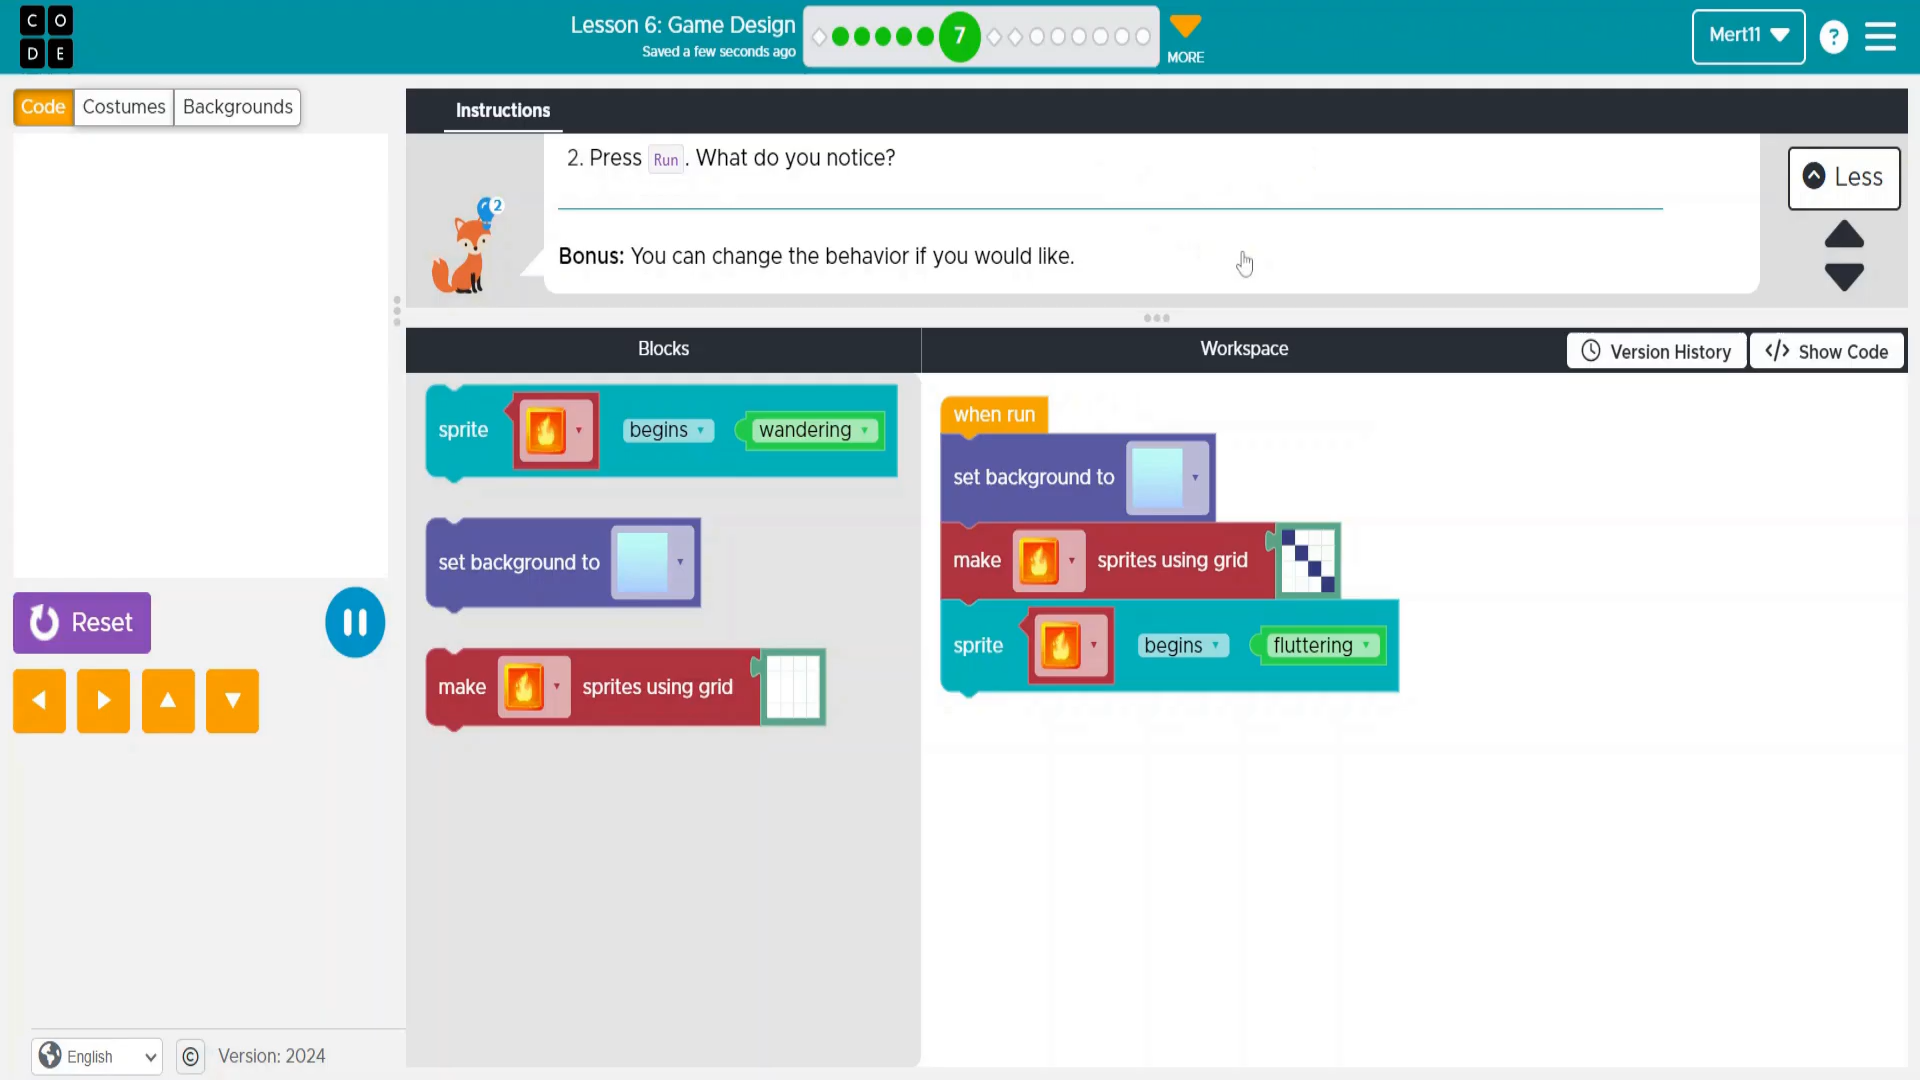 C O
D E
Lesson 6: Game Design
Saved a few seconds ago
7
MORE
Mert11
?
Code Costumes Backgrounds
Instructions
2. Press Run. What do you notice?
2
Bonus: You can change the behavior if you would like.
Less
Blocks
Workspace
Version History
</> Show Code
sprite begins wandering
set background to
make sprites using grid
when run
set background to
make sprites using grid
sprite begins fluttering
Reset
English
©
Version: 2024